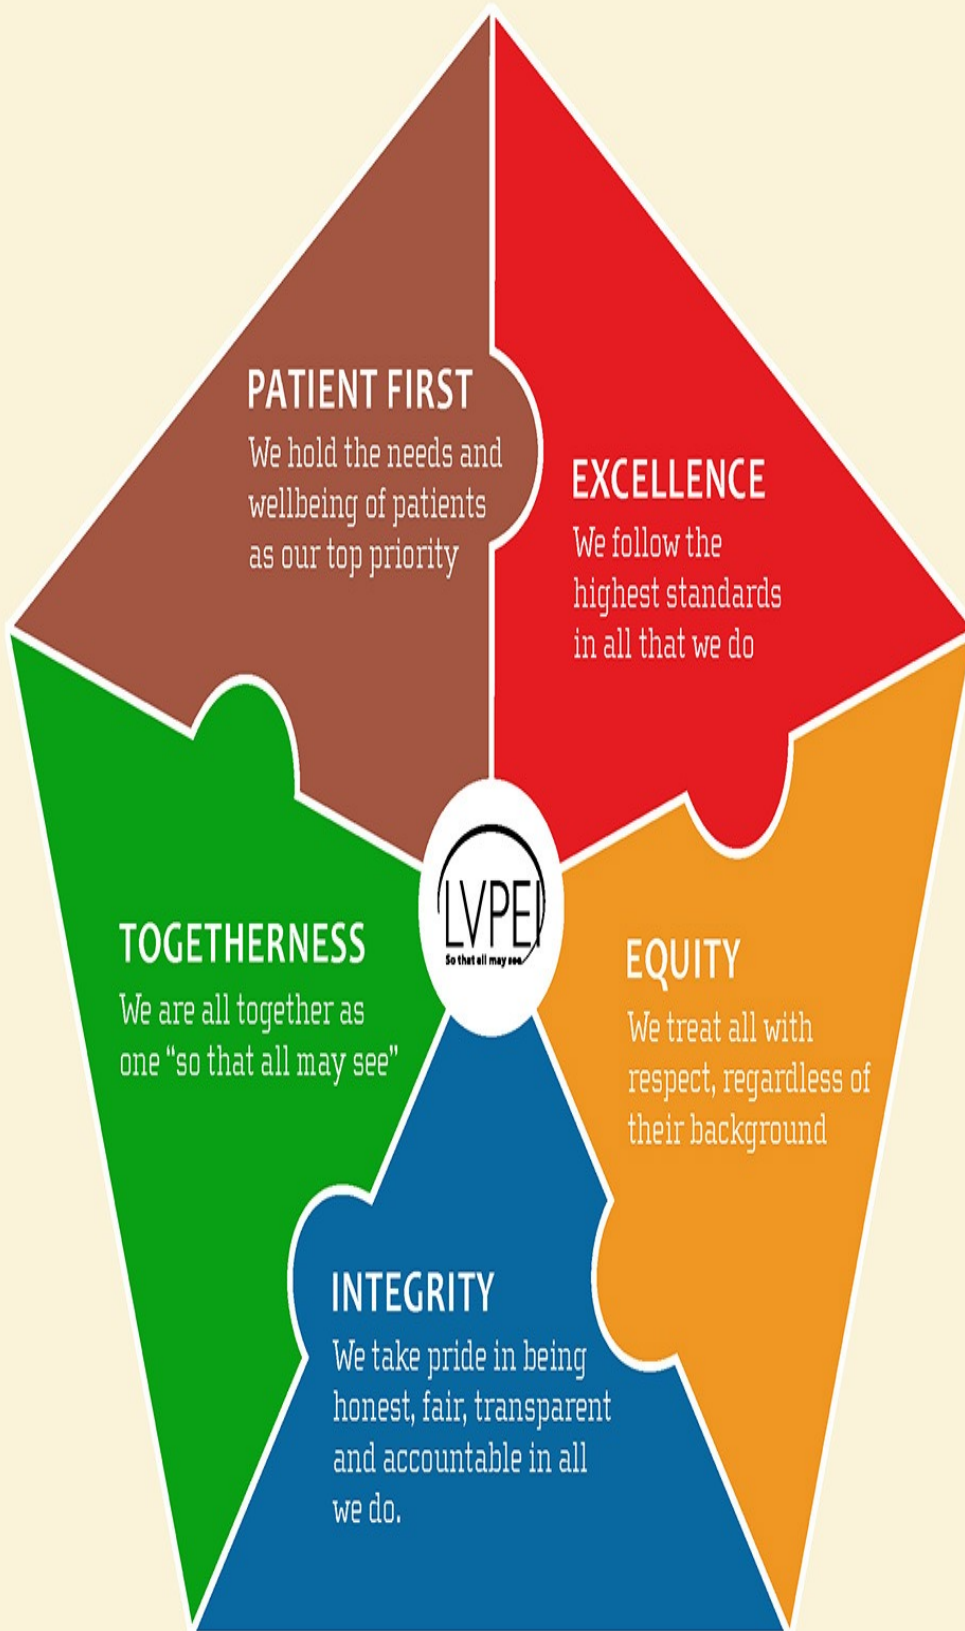 PATIENT FIRST
We hold the needs and
wellbeing of patients
as our top priority
EXCELLENCE
We follow the
highest standards
in all that we do
LVPEI
So that all may see
TOGETHERNESS
We are all together as
one “so that all may see”
EQUITY
We treat all with
respect, regardless of
their background
INTEGRITY
We take pride in being
honest, fair, transparent
and accountable in all
we do.